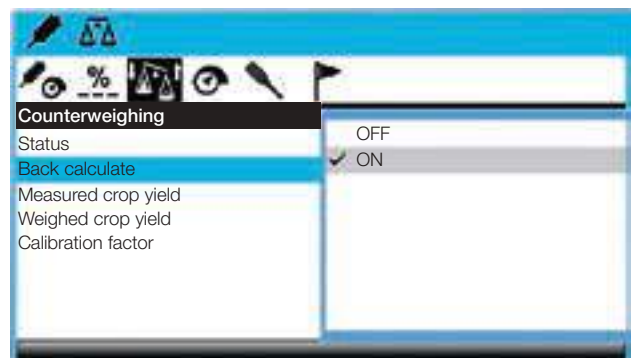 %
Counterweighing
Status
Back calculate
Measured crop yield
Weighed crop yield
Calibration factor
OFF
ON